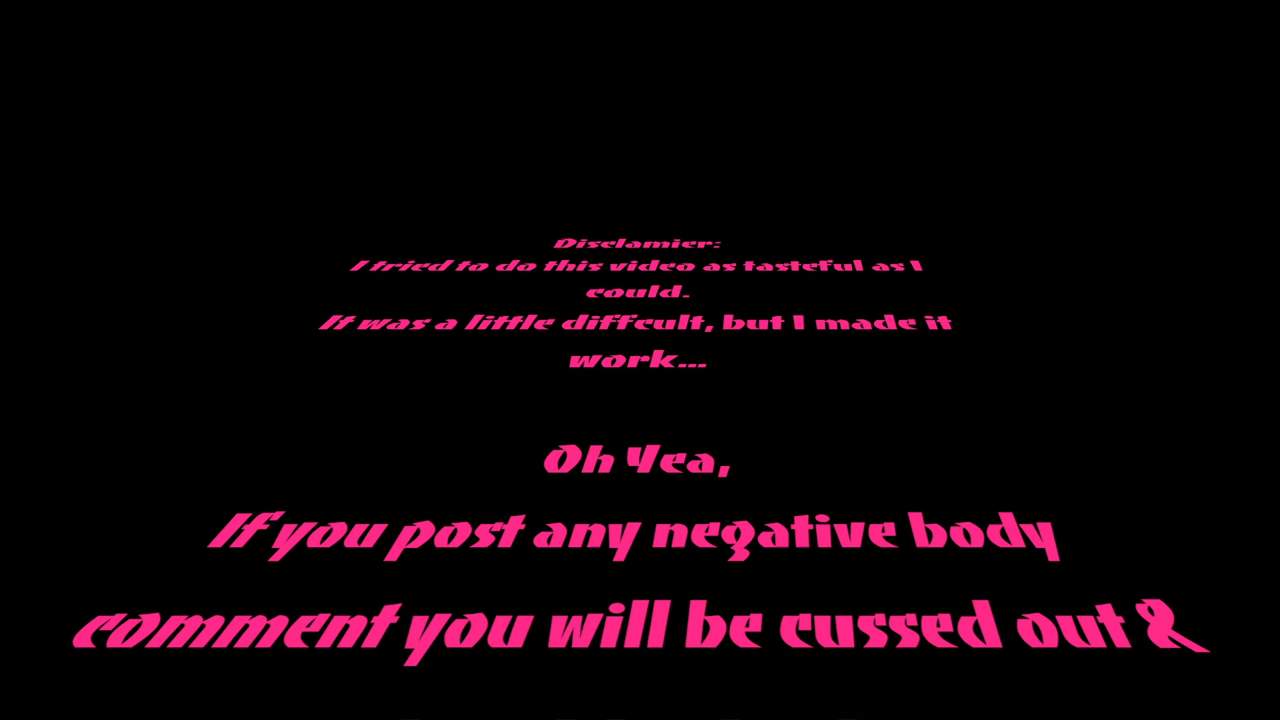 Disclamier:
I tried to do this video as tasteful as I
could.
It was a little diffcult, but I made it
work...
Oh Yea,
If you post any negative body
comment you will be cussed out &